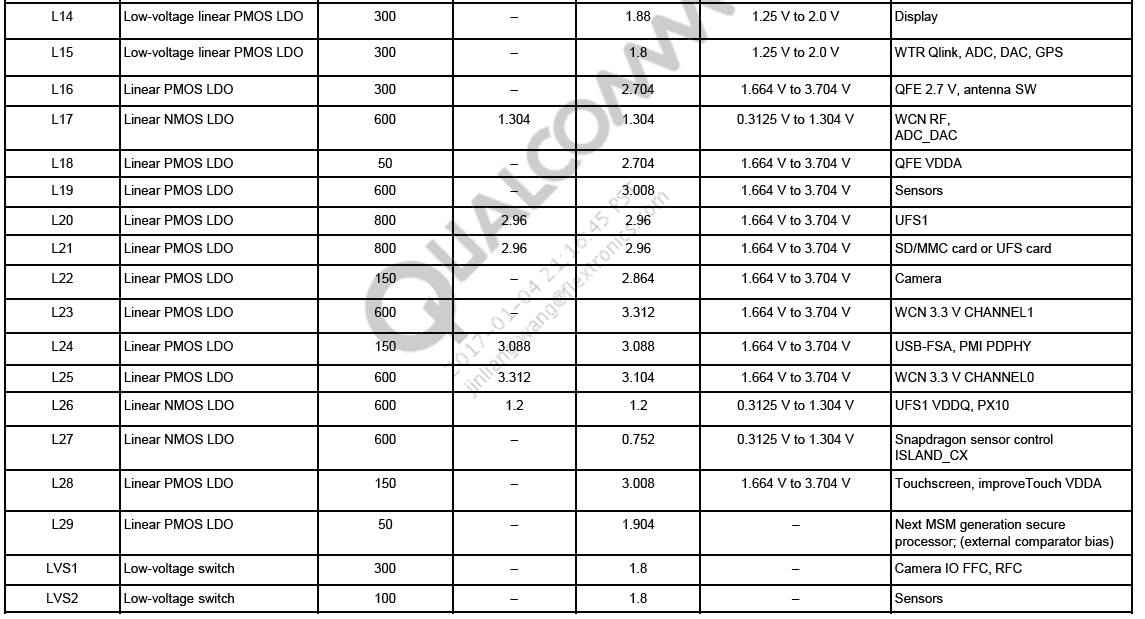 L14 Low-voltage linear PMOS LDO 300 – 1.88 1.25 V to 2.0 V Display
L15 Low-voltage linear PMOS LDO 300 – 1.8 1.25 V to 2.0 V WTR Qlink, ADC, DAC, GPS
L16 Linear PMOS LDO 300 – 2.704 1.664 V to 3.704 V QFE 2.7 V, antenna SW
L17 Linear NMOS LDO 600 1.304 1.304 0.3125 V to 1.304 V WCN RF,
ADC_DAC
L18 Linear PMOS LDO 50 – 2.704 1.664 V to 3.704 V QFE VDDA
L19 Linear PMOS LDO 600 – 3.008 1.664 V to 3.704 V Sensors
L20 Linear PMOS LDO 800 2.96 2.96 1.664 V to 3.704 V UFS1
L21 Linear PMOS LDO 800 2.96 2.96 1.664 V to 3.704 V SD/MMC card or UFS card
L22 Linear PMOS LDO 150 – 2.864 1.664 V to 3.704 V Camera
L23 Linear PMOS LDO 600 – 3.312 1.664 V to 3.704 V WCN 3.3 V CHANNEL1
L24 Linear PMOS LDO 150 3.088 3.088 1.664 V to 3.704 V USB-FSA, PMI PDPHY
L25 Linear PMOS LDO 600 3.312 3.104 1.664 V to 3.704 V WCN 3.3 V CHANNEL0
L26 Linear NMOS LDO 600 1.2 1.2 0.3125 V to 1.304 V UFS1 VDDQ, PX10
L27 Linear NMOS LDO 600 – 0.752 0.3125 V to 1.304 V Snapdragon sensor control
ISLAND_CX
L28 Linear PMOS LDO 150 – 3.008 1.664 V to 3.704 V Touchscreen, improveTouch VDDA
L29 Linear PMOS LDO 50 – 1.904 – Next MSM generation secure
processor; (external comparator bias)
LVS1 Low-voltage switch 300 – 1.8 – Camera IO FFC, RFC
LVS2 Low-voltage switch 100 – 1.8 – Sensors
QUALCOMM
2017-01-04 21:16:45 PST